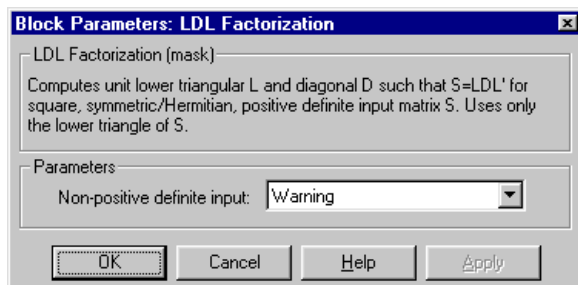 Block Parameters: LDL Factorization
LDL Factorization (mask)
Computes unit lower triangular L and diagonal D such that S=LDL' for
square, symmetric/Hermitian, positive definite input matrix S. Uses only
the lower triangle of S.
Parameters
Non-positive definite input: Warning
OK Cancel Help Apply